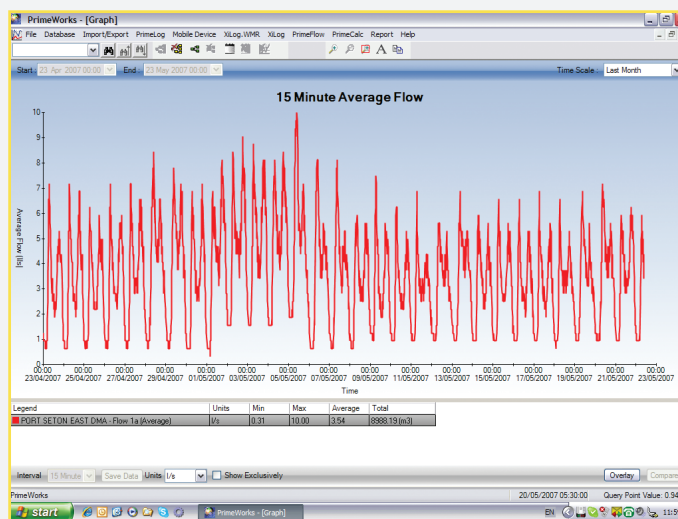 PrimeWorks - [Graph]
File Database Import/Export PrimeLog Mobile Device XiLog.WMR XiLog PrimeFlow PrimeCalc Report Help
Start : 23 Apr 2007 00:00 End : 23 May 2007 00:00 Time Scale : Last Month
15 Minute Average Flow
Average Flow [l/s]
10
9
8
7
6
5
4
3
2
1
0
00:00 00:00 00:00 00:00 00:00 00:00 00:00 00:00 00:00 00:00 00:00 00:00 00:00 00:00 00:00 00:00
23/04/2007 25/04/2007 27/04/2007 29/04/2007 01/05/2007 03/05/2007 05/05/2007 07/05/2007 09/05/2007 11/05/2007 13/05/2007 15/05/2007 17/05/2007 19/05/2007 21/05/2007 23/05/2007
Time
Legend Units Min Max Average Total
PORT SETON EAST DMA - Flow 1a (Average) l/s 0.31 10.00 3.54 8988.19 (m3)
Interval 15 Minute Save Data Units l/s Show Exclusively Overlay Compare
PrimeWorks 20/05/2007 05:30:00 Query Point Value: 0.94
start PrimeWorks - [Graph] EN 11:5